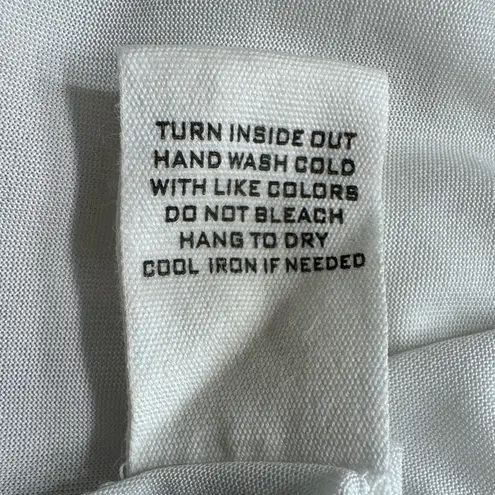 TURN INSIDE OUT
HAND WASH COLD
WITH LIKE COLORS
DO NOT BLEACH
HANG TO DRY
COOL IRON IF NEEDED